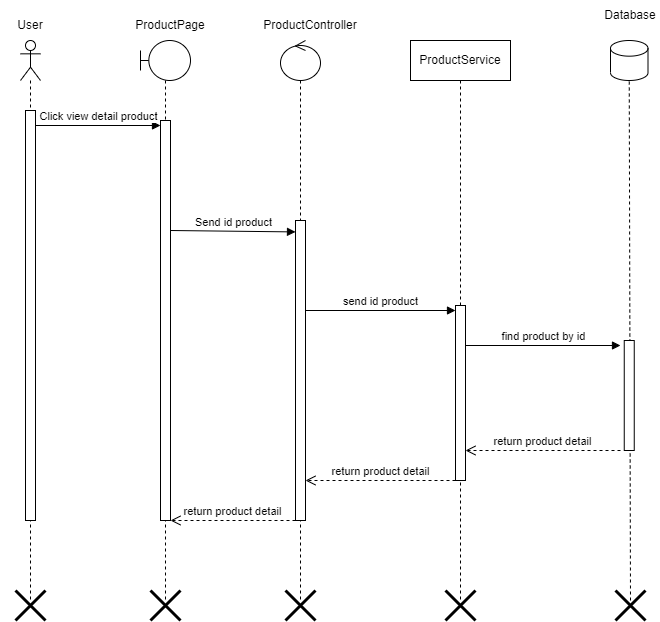 Database
User
ProductPage
ProductController
ProductService
Click view detail product
Send id product
send id product
find product by id
return product detail
return product detail
return product detail